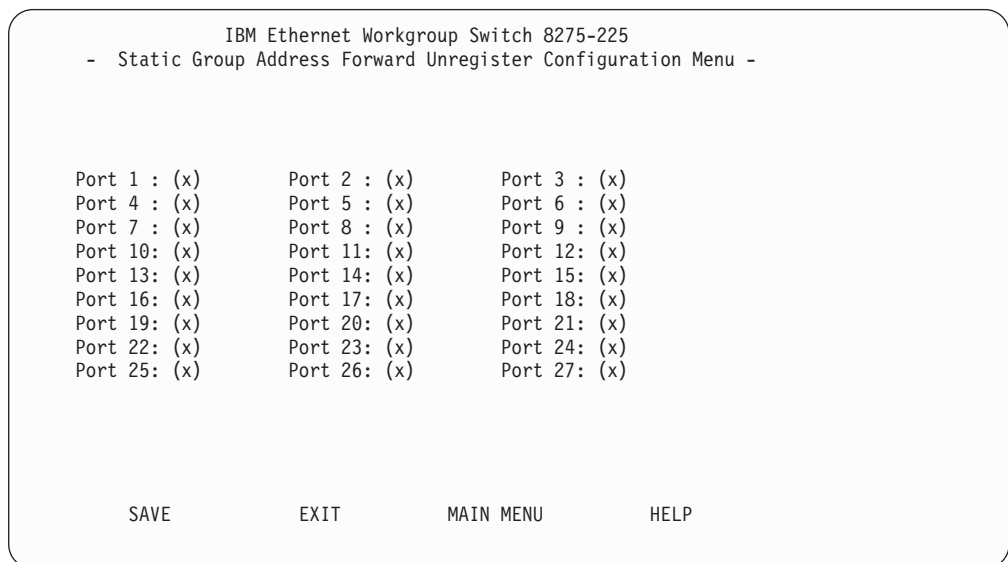 IBM Ethernet Workgroup Switch 8275-225
- Static Group Address Forward Unregister Configuration Menu -
Port 1 : (x) Port 2 : (x) Port 3 : (x)
Port 4 : (x) Port 5 : (x) Port 6 : (x)
Port 7 : (x) Port 8 : (x) Port 9 : (x)
Port 10: (x) Port 11: (x) Port 12: (x)
Port 13: (x) Port 14: (x) Port 15: (x)
Port 16: (x) Port 17: (x) Port 18: (x)
Port 19: (x) Port 20: (x) Port 21: (x)
Port 22: (x) Port 23: (x) Port 24: (x)
Port 25: (x) Port 26: (x) Port 27: (x)
SAVE EXIT MAIN MENU HELP